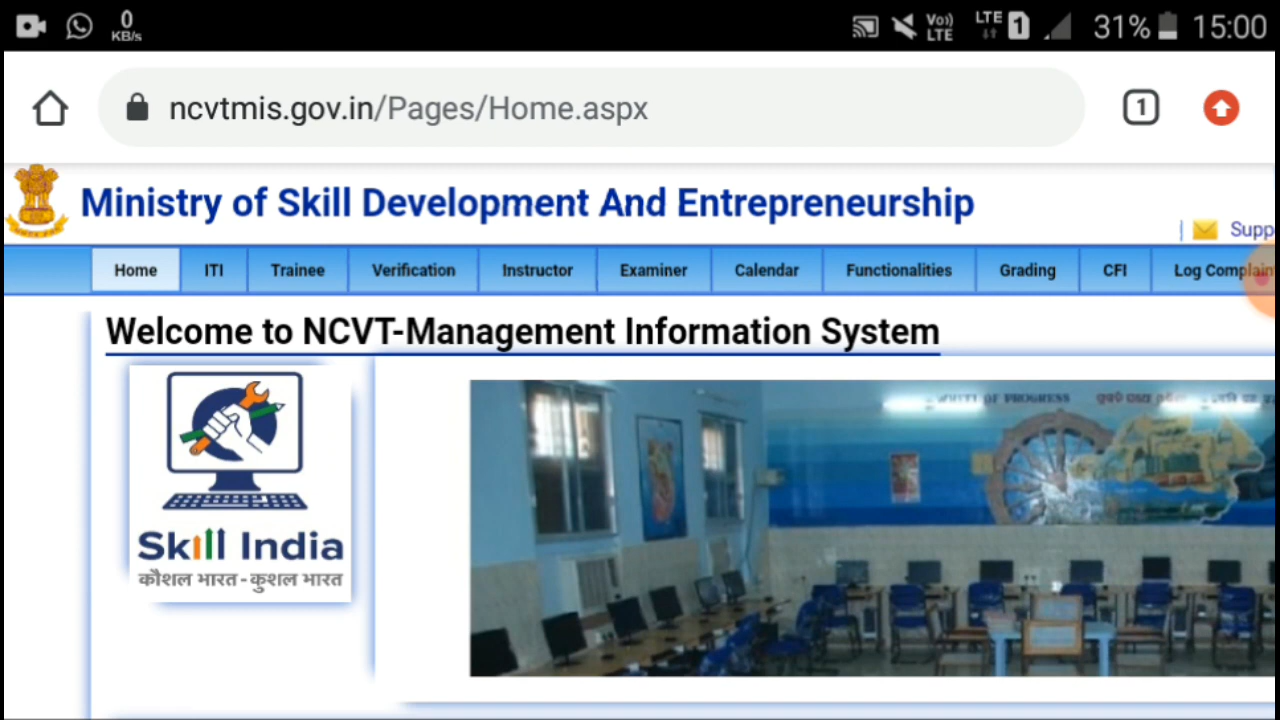 0
KB/s
Vo))
LTE
LTE
1
31%
15:00
ncvtmis.gov.in/Pages/Home.aspx
1
Ministry of Skill Development And Entrepreneurship
| Supp
Home ITI Trainee Verification Instructor Examiner Calendar Functionalities Grading CFI Log Complain
Welcome to NCVT-Management Information System
OF PROGRESS
Skill India
कौशल भारत - कुशल भारत